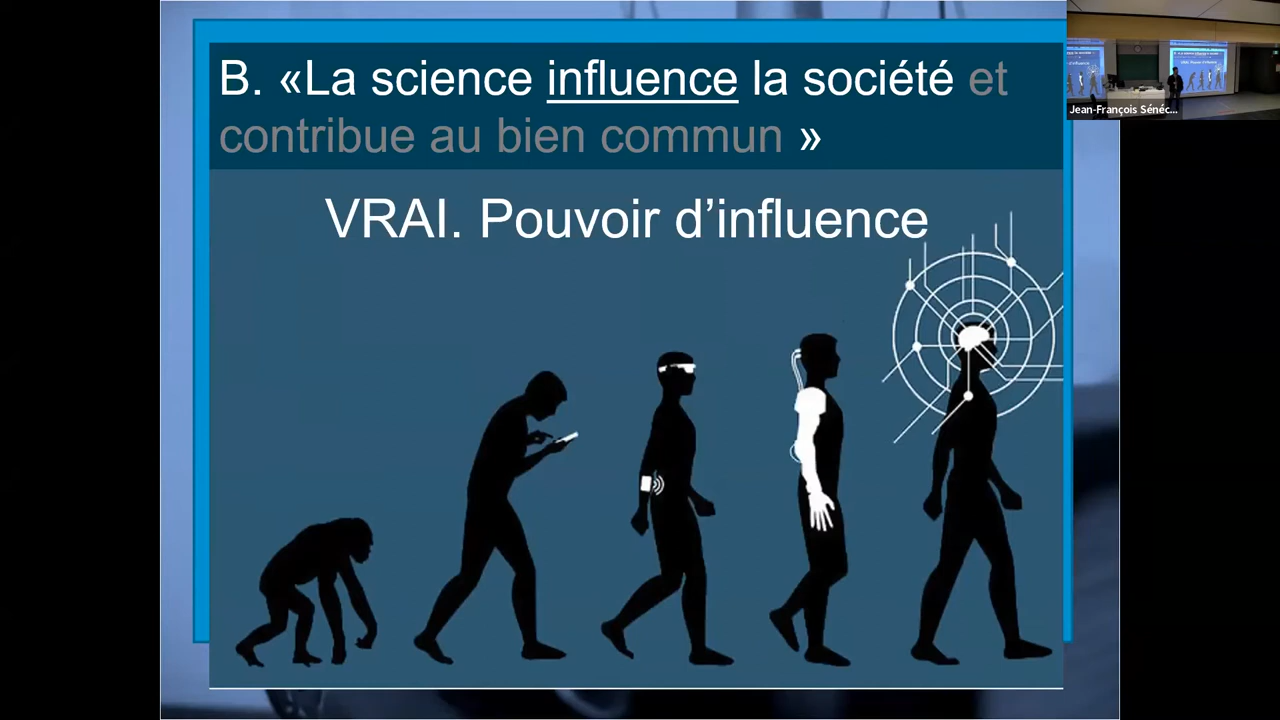 B. «La science influence la société et
contribue au bien commun »
VRAI. Pouvoir d’influence
Jean-François Sénéc...